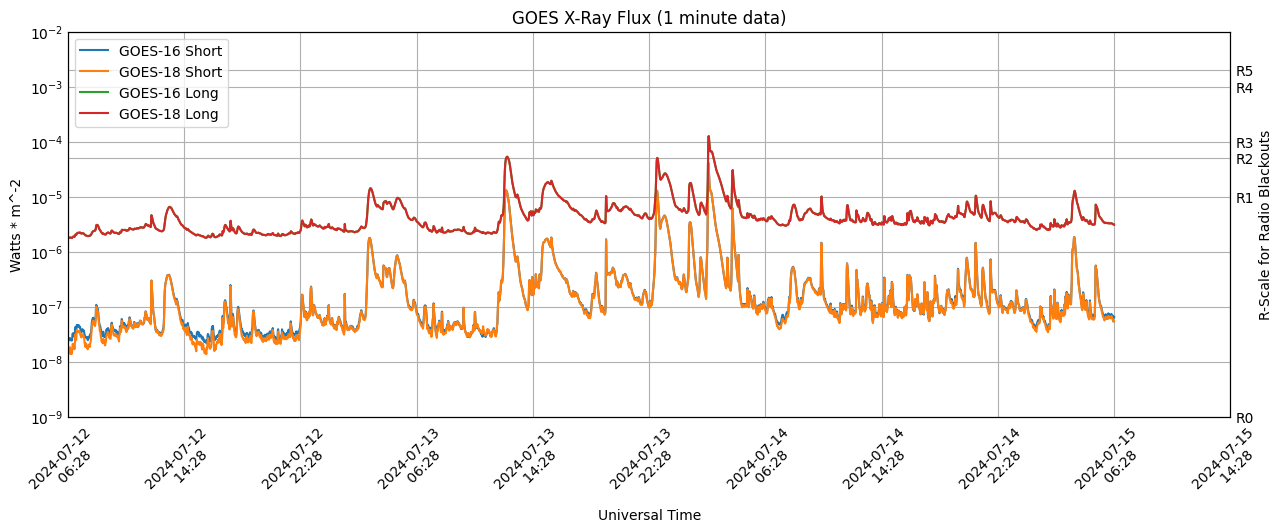 GOES X-Ray Flux (1 minute data)
GOES-16 Short
GOES-18 Short
GOES-16 Long
GOES-18 Long
10^-2
10^-3
10^-4
10^-5
10^-6
10^-7
10^-8
10^-9
Watts * m^-2
R5
R4
R3
R2
R1
R0
R-Scale for Radio Blackouts
2024-07-12
06:28
2024-07-12
14:28
2024-07-12
22:28
2024-07-13
06:28
2024-07-13
14:28
2024-07-13
22:28
2024-07-14
06:28
2024-07-14
14:28
2024-07-14
22:28
2024-07-15
06:28
2024-07-15
14:28
Universal Time